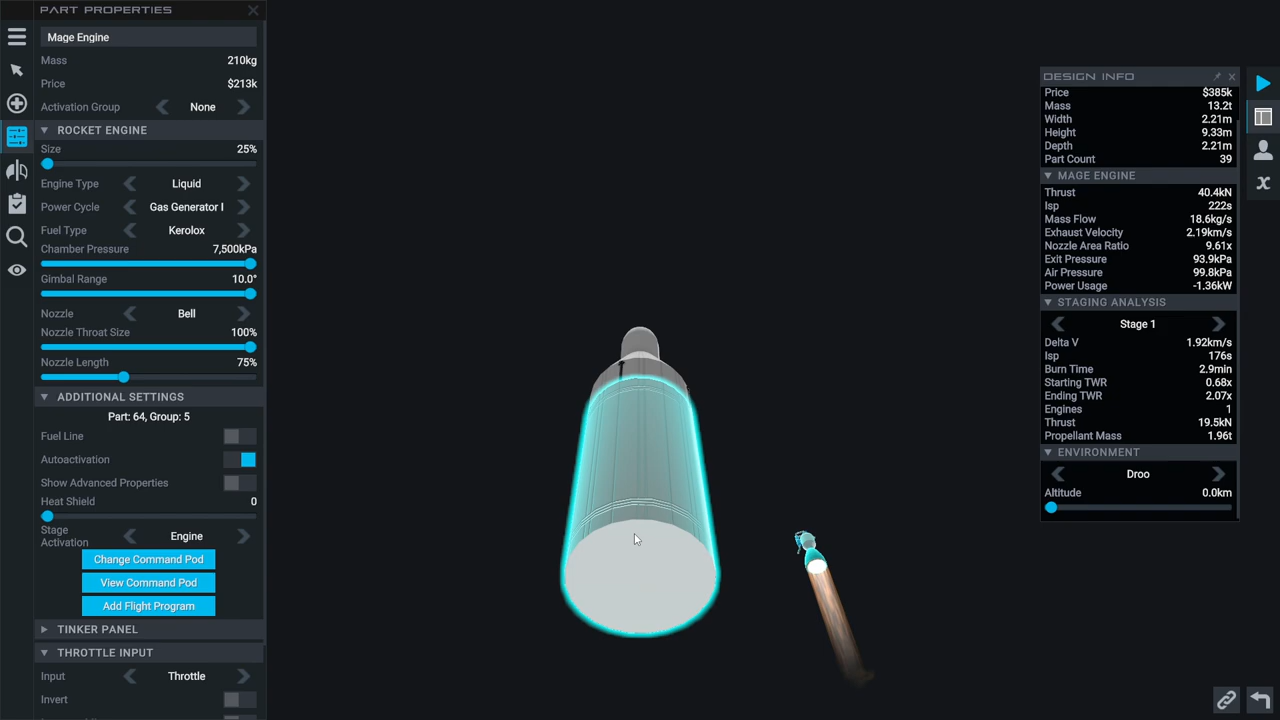 PART PROPERTIES
Mage Engine
Mass 210kg
Price $213k
Activation Group None
ROCKET ENGINE
Size 25%
Engine Type Liquid
Power Cycle Gas Generator I
Fuel Type Kerolox
Chamber Pressure 7,500kPa
Gimbal Range 10.0°
Nozzle Bell
Nozzle Throat Size 100%
Nozzle Length 75%
ADDITIONAL SETTINGS
Part: 64, Group: 5
Fuel Line
Autoactivation
Show Advanced Properties
Heat Shield 0
Stage
Activation Engine
Change Command Pod
View Command Pod
Add Flight Program
TINKER PANEL
THROTTLE INPUT
Input Throttle
Invert
DESIGN INFO
Price $385k
Mass 13.2t
Width 2.21m
Height 9.33m
Depth 2.21m
Part Count 39
MAGE ENGINE
Thrust 40.4kN
Isp 222s
Mass Flow 18.6kg/s
Exhaust Velocity 2.19km/s
Nozzle Area Ratio 9.61x
Exit Pressure 93.9kPa
Air Pressure 99.8kPa
Power Usage -1.36kW
STAGING ANALYSIS
Stage 1
Delta V 1.92km/s
Isp 176s
Burn Time 2.9min
Starting TWR 0.68x
Ending TWR 2.07x
Engines 1
Thrust 19.5kN
Propellant Mass 1.96t
ENVIRONMENT
Droo
Altitude 0.0km